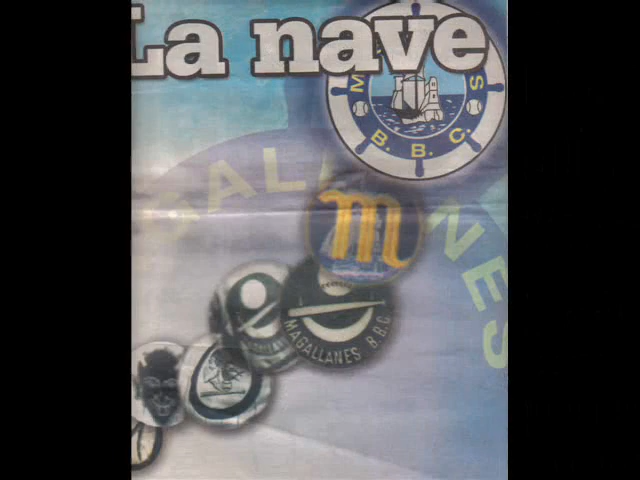 La nave
M S
B. B. C.
GALLANES
m
MAGALLANES B.B.C.